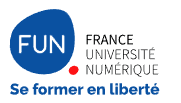 FUN
FRANCE
UNIVERSITÉ
NUMÉRIQUE
Se former en liberté